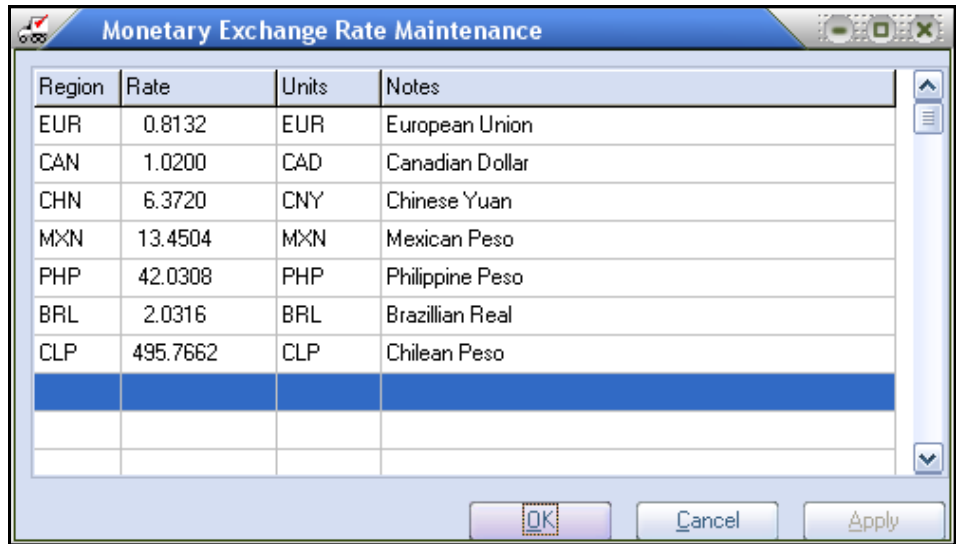 Monetary Exchange Rate Maintenance
Region Rate Units Notes
EUR 0.8132 EUR European Union
CAN 1.0200 CAD Canadian Dollar
CHN 6.3720 CNY Chinese Yuan
MXN 13.4504 MXN Mexican Peso
PHP 42.0308 PHP Philippine Peso
BRL 2.0316 BRL Brazillian Real
CLP 495.7662 CLP Chilean Peso
OK Cancel Apply